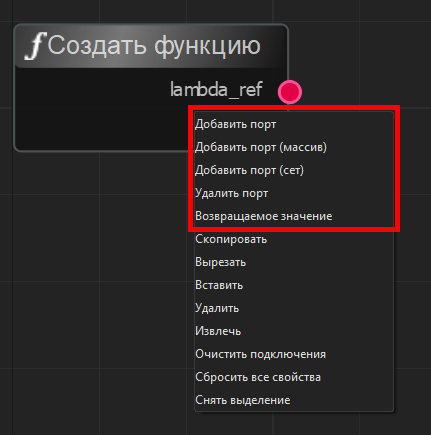 f Создать функцию
lambda_ref
Добавить порт
Добавить порт (массив)
Добавить порт (сет)
Удалить порт
Возвращаемое значение
Скопировать
Вырезать
Вставить
Удалить
Извлечь
Очистить подключения
Сбросить все свойства
Снять выделение